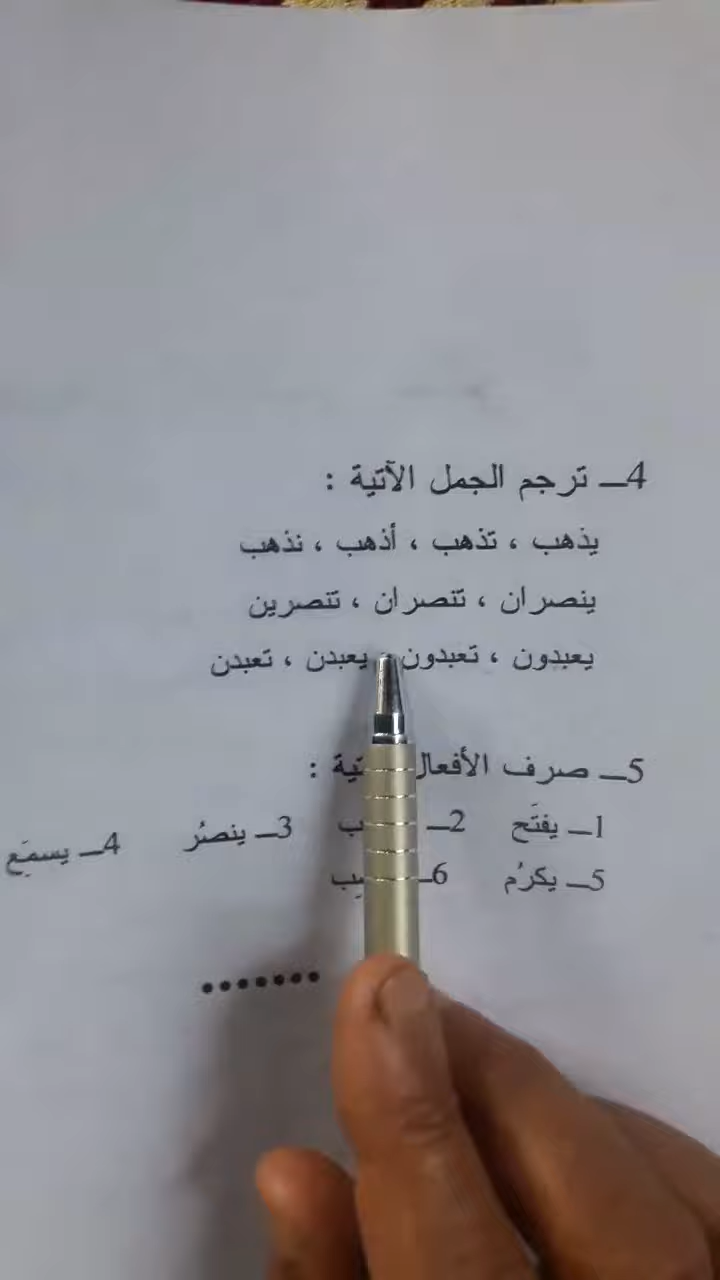 4ـ ترجم الجمل الآتية :
يذهب ، تذهب ، أذهب ، نذهب
ينصران ، تنصران ، تنصرين
يعبدون ، تعبدون ، يعبدن ، تعبدن
5ـ صرف الأفعال :
1ـ يفتَح 2ـ 3ـ ينصُر 4ـ يسمَع
5ـ يكرُم 6ـ
•••••••